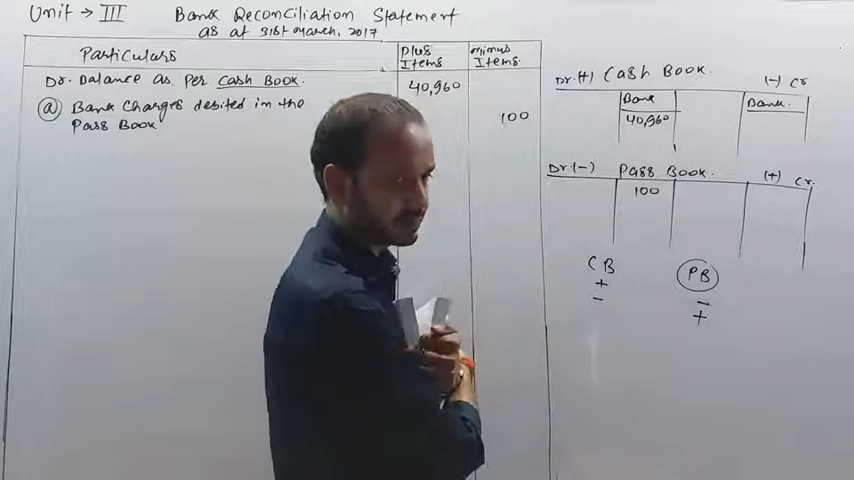 Unit → III Bank Reconciliation Statement
as at 31st march, 2017
Particulars Plus Items minus Items.
Dr. Balance as Per Cash Book. 40,960
(a) Bank Charges debited in the
Pass Book 100
Dr (+) Cash Book. (-) Cr
Bank Bank.
40,960
Dr. (-) Pass Book. (+) Cr.
100
CB PB
+ -
- +